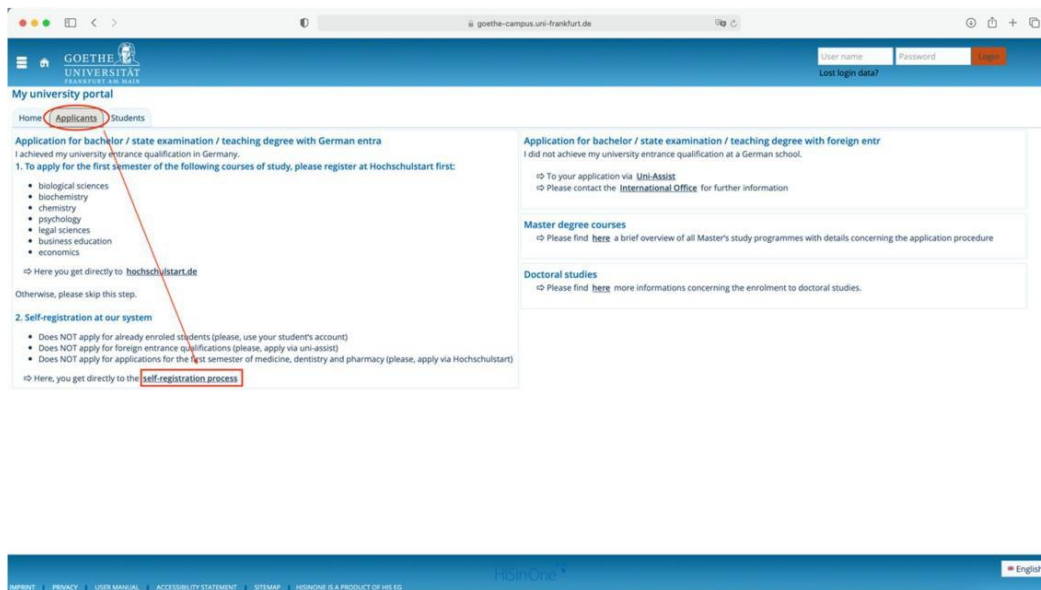 goethe-campus.uni-frankfurt.de
GOETHE
UNIVERSITÄT
FRANKFURT AM MAIN
User name
Password
Login
Lost login data?
My university portal
Home
Applicants
Students
Application for bachelor / state examination / teaching degree with German entra
I achieved my university entrance qualification in Germany.
1. To apply for the first semester of the following courses of study, please register at Hochschulstart first:
• biological sciences
• biochemistry
• chemistry
• psychology
• legal sciences
• business education
• economics
⇨ Here you get directly to hochschulstart.de
Otherwise, please skip this step.
2. Self-registration at our system
• Does NOT apply for already enroled students (please, use your student's account)
• Does NOT apply for foreign entrance qualifications (please, apply via uni-assist)
• Does NOT apply for applications for the first semester of medicine, dentistry and pharmacy (please, apply via Hochschulstart)
⇨ Here, you get directly to the self-registration process
Application for bachelor / state examination / teaching degree with foreign entr
I did not achieve my university entrance qualification at a German school.
⇨ To your application via Uni-Assist
⇨ Please contact the International Office for further information
Master degree courses
⇨ Please find here a brief overview of all Master's study programmes with details concerning the application procedure
Doctoral studies
⇨ Please find here more informations concerning the enrolment to doctoral studies.
HISinOne
English
IMPRINT | PRIVACY | USER MANUAL | ACCESSIBILITY STATEMENT | SITEMAP | HISINONE IS A PRODUCT OF HIS EG